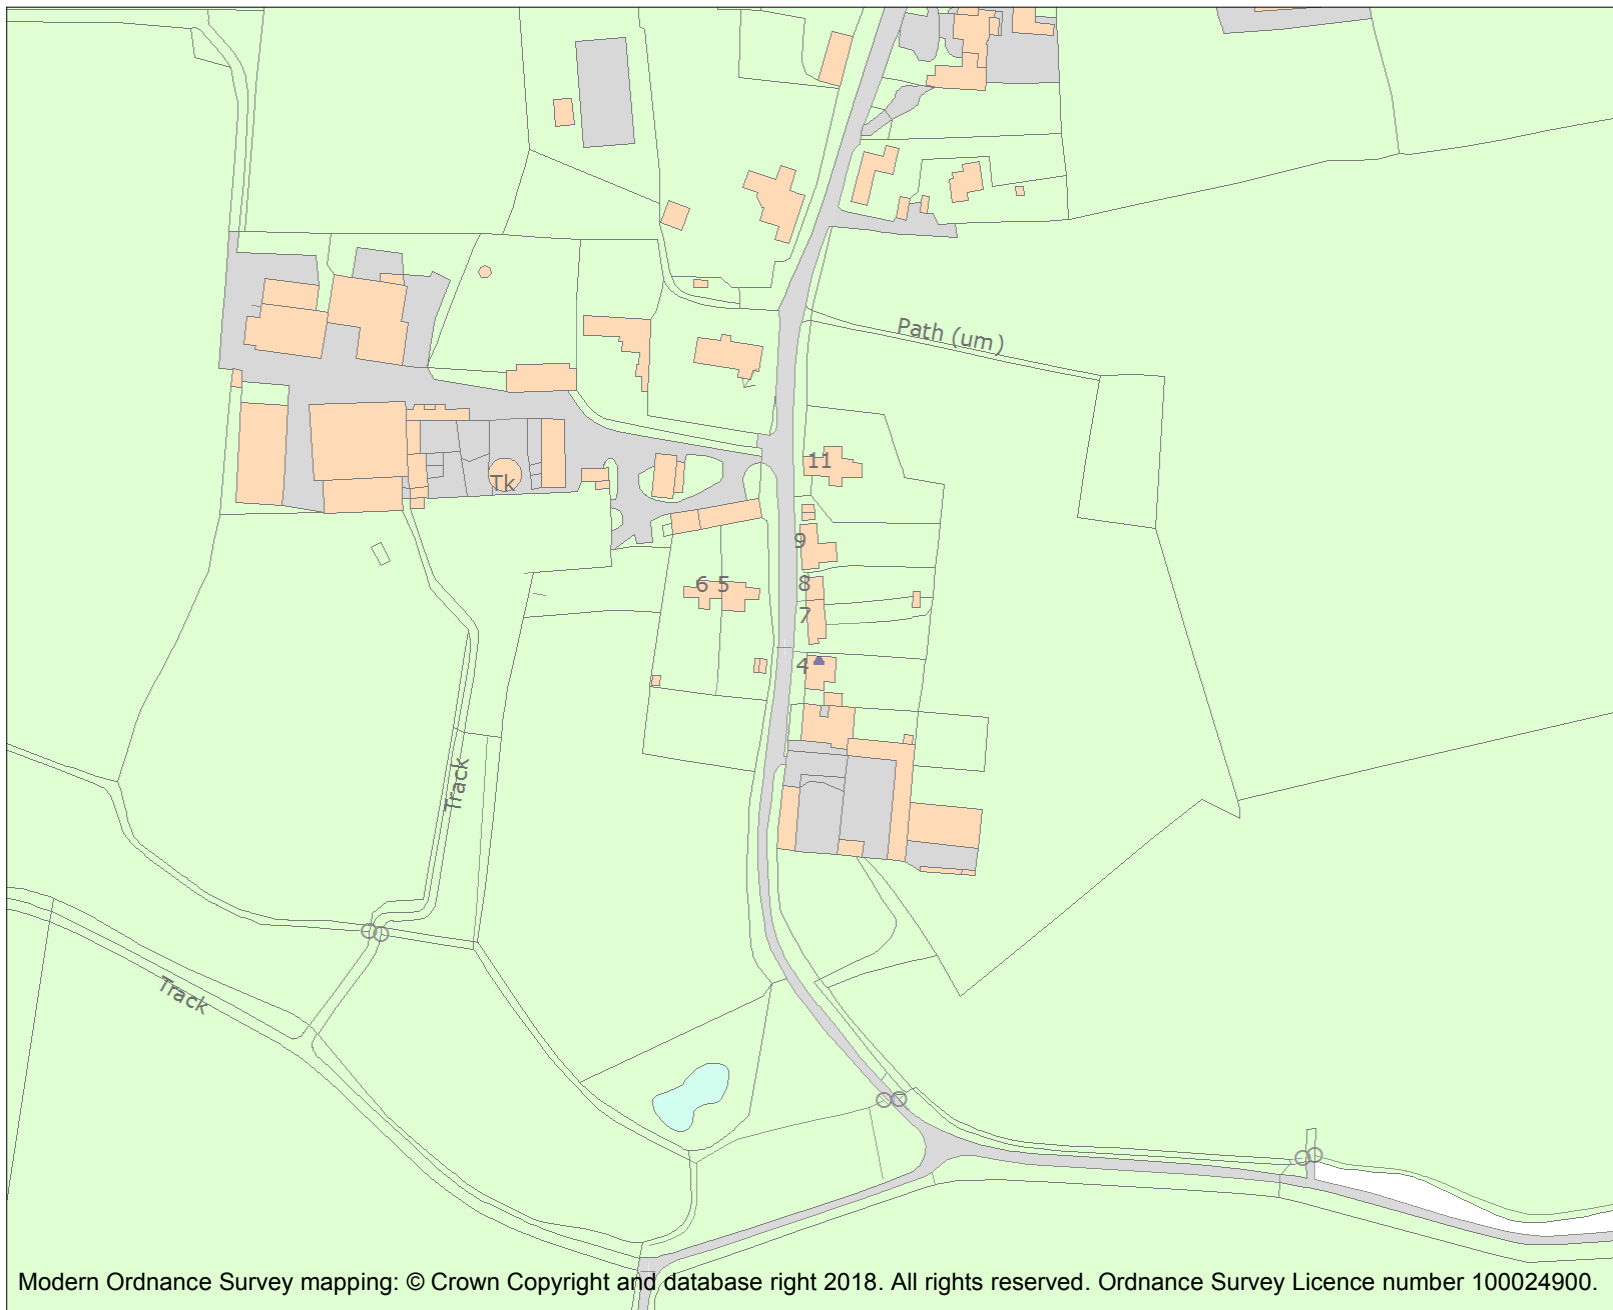 Path (um)
11
Tk
9
6 5
8
7
4
Track
Track
Modern Ordnance Survey mapping: © Crown Copyright and database right 2018. All rights reserved. Ordnance Survey Licence number 100024900.